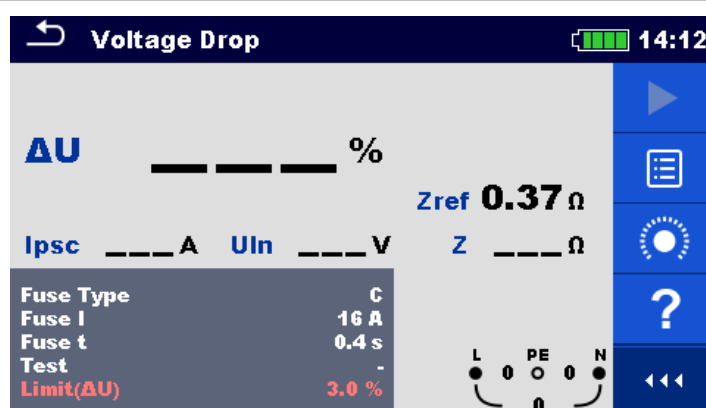 Voltage Drop 14:12
ΔU ___ %
Zref 0.37 Ω
Ipsc ___ A UIn ___ V Z ___ Ω
Fuse Type C
Fuse I 16 A
Fuse t 0.4 s
Test -
Limit(ΔU) 3.0 %
L PE N
0 0
0
?